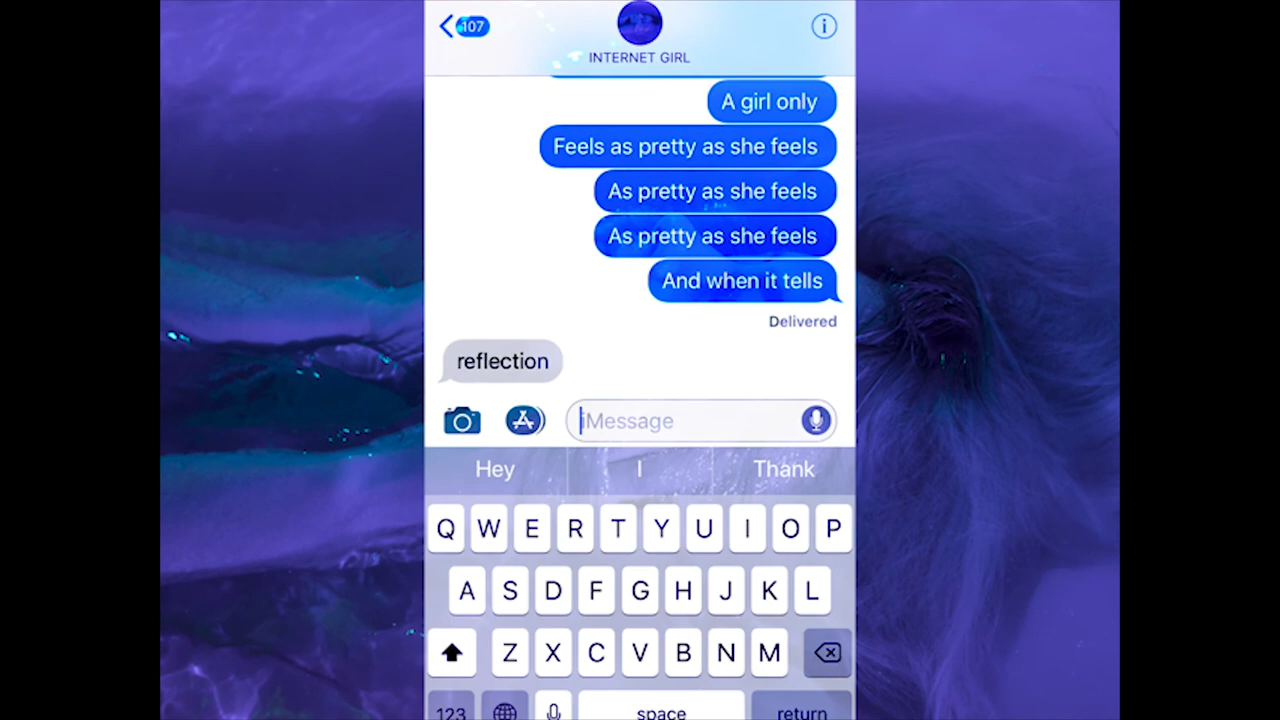 107
INTERNET GIRL
A girl only
Feels as pretty as she feels
As pretty as she feels
As pretty as she feels
And when it tells
Delivered
reflection
iMessage
Hey I Thank
Q W E R T Y U I O P
A S D F G H J K L
Z X C V B N M
123 space return